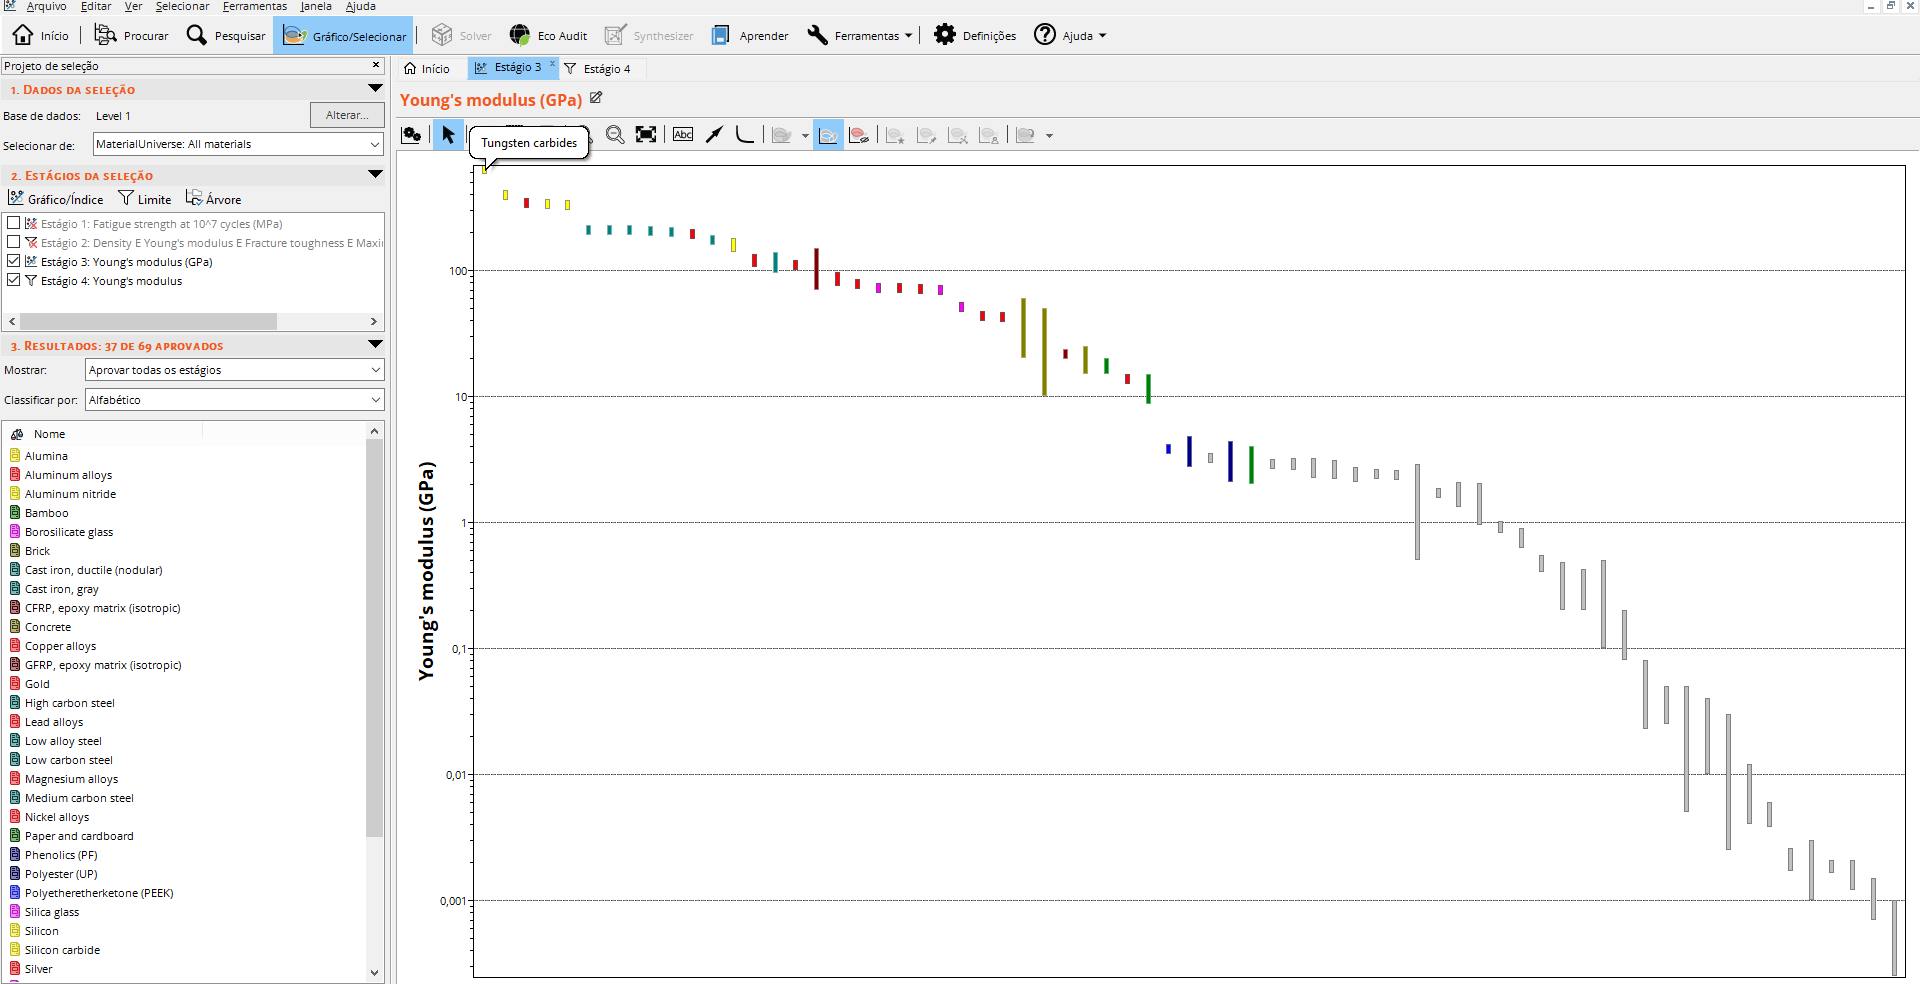 Arquivo Editar Ver Selecionar Ferramentas Janela Ajuda
Início Procurar Pesquisar Gráfico/Selecionar Solver Eco Audit Synthesizer Aprender Ferramentas Definições Ajuda
Projeto de seleção
1. Dados da seleção
Base de dados: Level 1 Alterar...
Selecionar de: MaterialUniverse: All materials
2. Estágios da seleção
Gráfico/Índice Limite Árvore
Estágio 1: Fatigue strength at 10^7 cycles (MPa)
Estágio 2: Density E Young's modulus E Fracture toughness E Maxi
Estágio 3: Young's modulus (GPa)
Estágio 4: Young's modulus
3. Resultados: 37 de 69 aprovados
Mostrar: Aprovar todas os estágios
Classificar por: Alfabético
Nome
Alumina
Aluminum alloys
Aluminum nitride
Bamboo
Borosilicate glass
Brick
Cast iron, ductile (nodular)
Cast iron, gray
CFRP, epoxy matrix (isotropic)
Concrete
Copper alloys
GFRP, epoxy matrix (isotropic)
Gold
High carbon steel
Lead alloys
Low alloy steel
Low carbon steel
Magnesium alloys
Medium carbon steel
Nickel alloys
Paper and cardboard
Phenolics (PF)
Polyester (UP)
Polyetheretherketone (PEEK)
Silica glass
Silicon
Silicon carbide
Silver
Início Estágio 3 x Estágio 4
Young's modulus (GPa)
Abc
Tungsten carbides
Young's modulus (GPa)
100
10
1
0,1
0,01
0,001